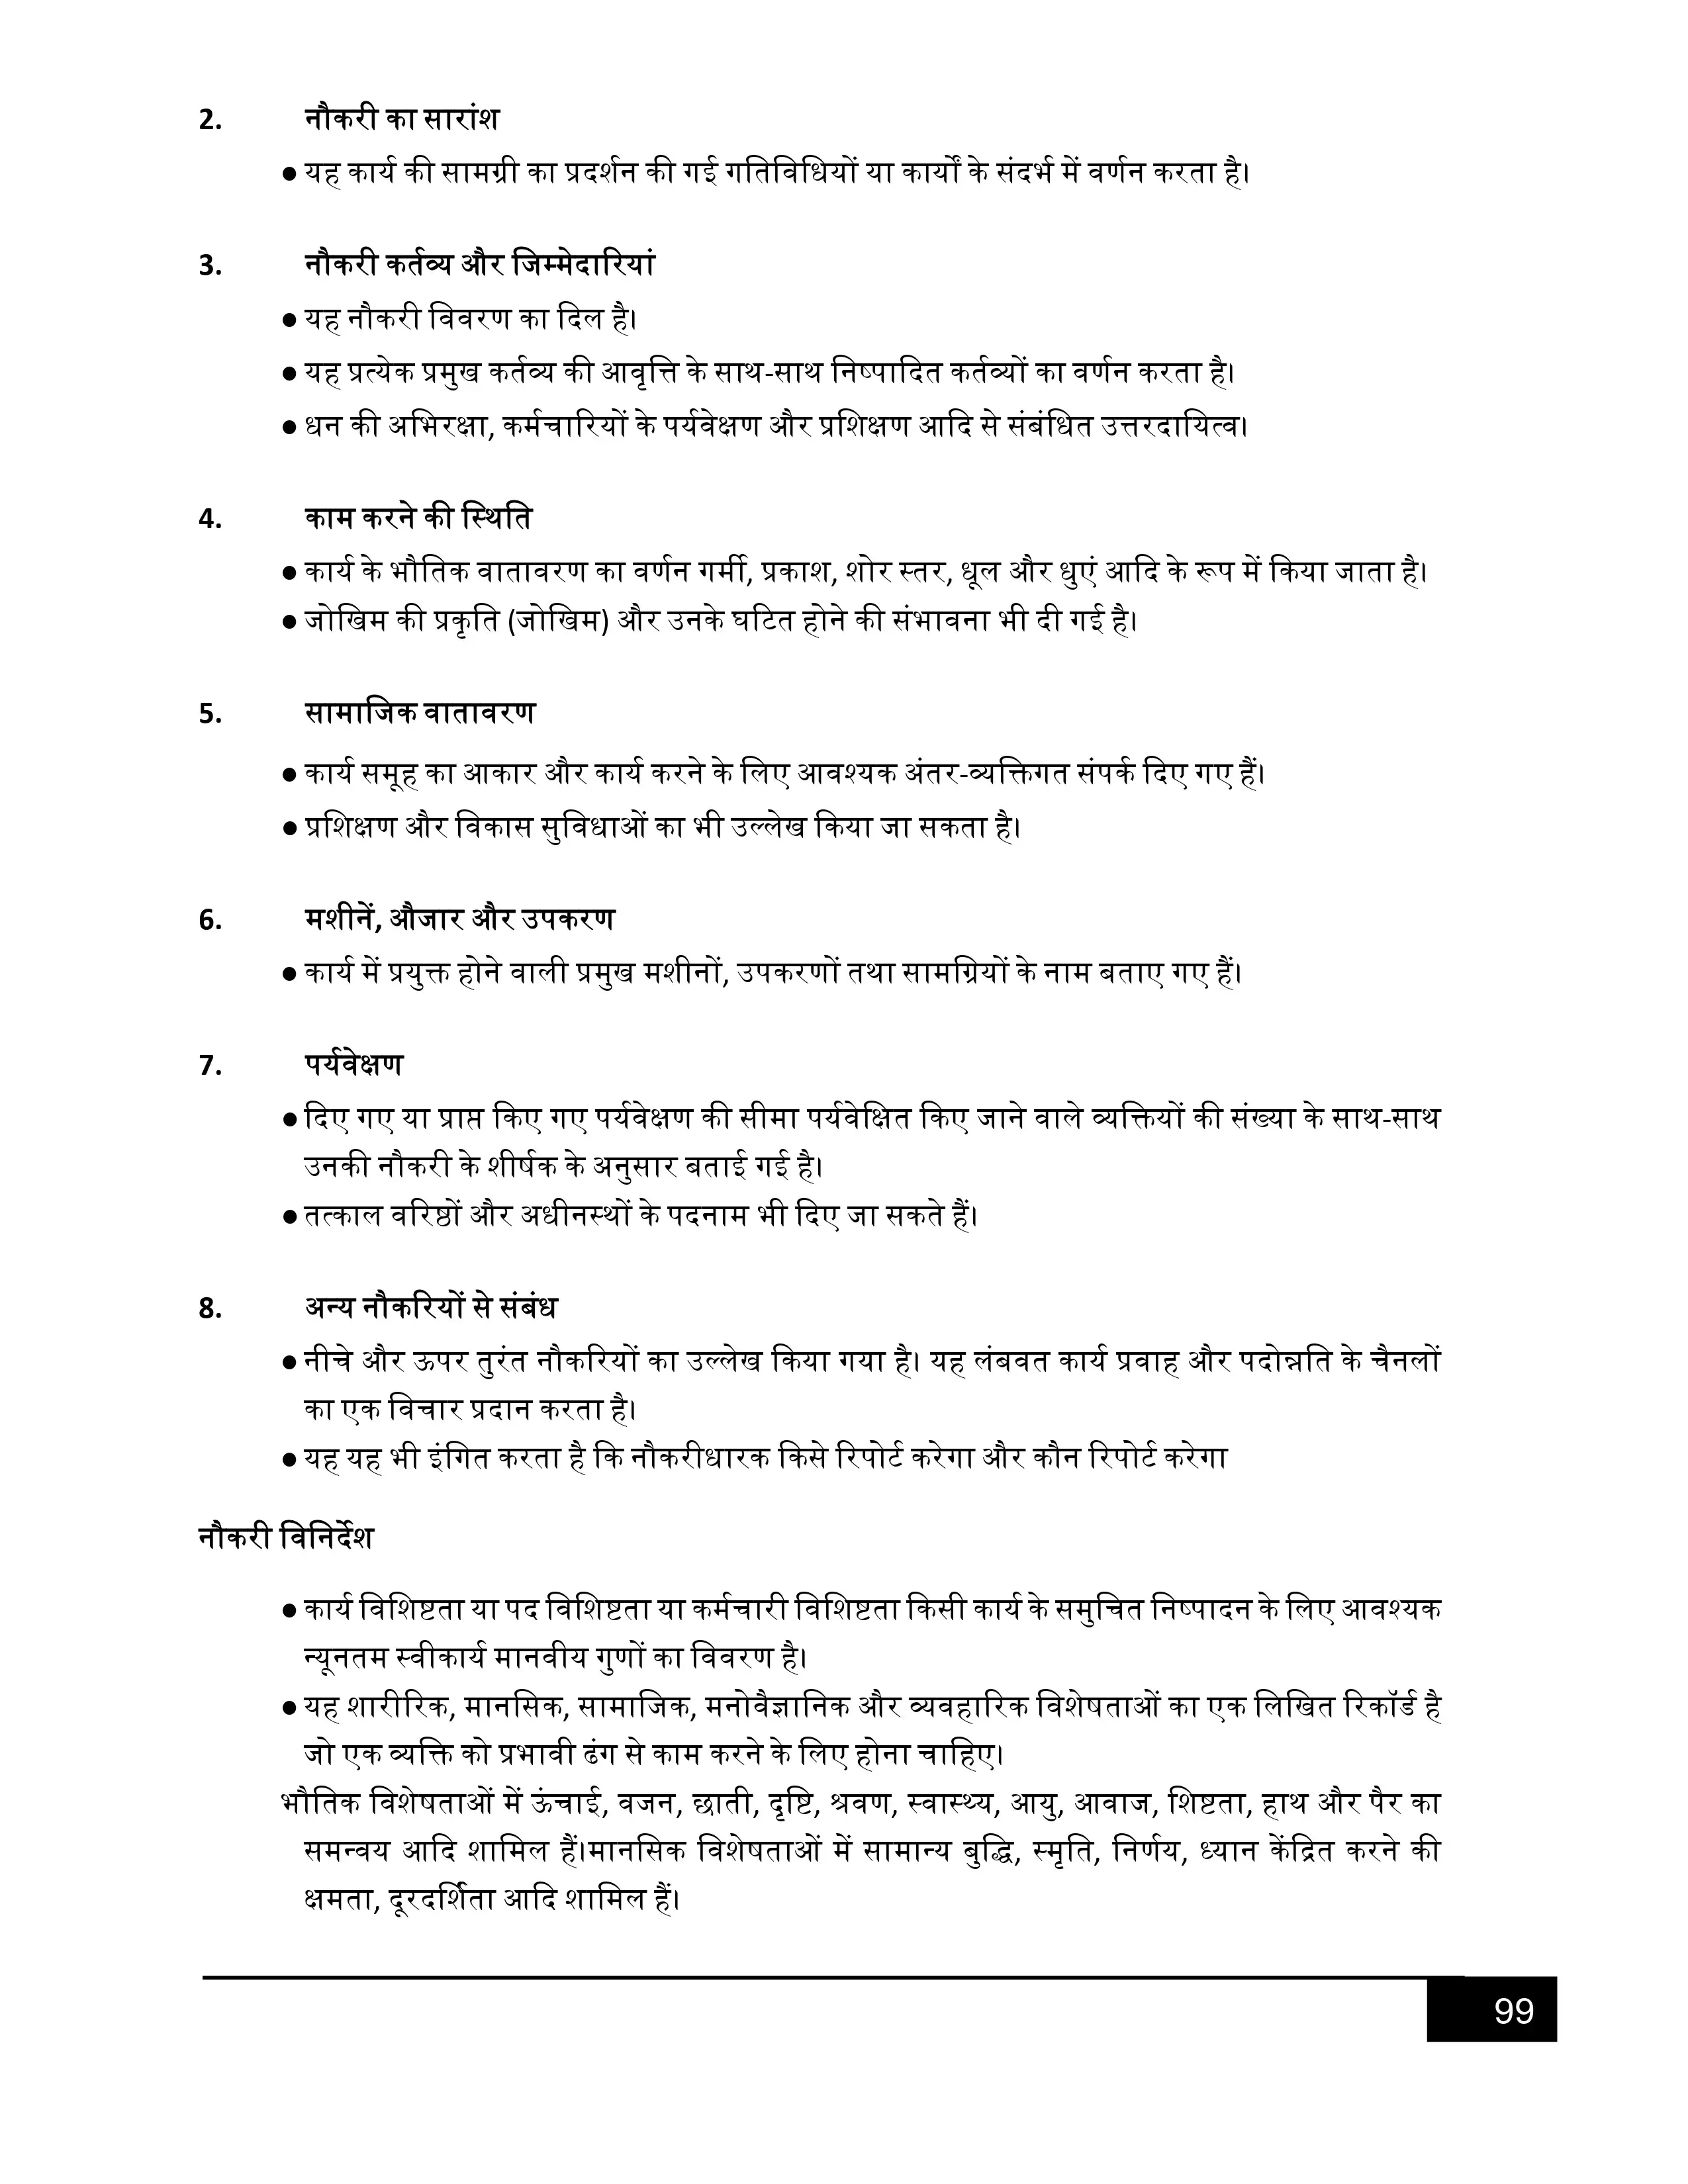 2. नौकरी का सारांश
● यह कार्य की सामग्री का प्रदर्शन की गई गतिविधियों या कार्यों के संदर्भ में वर्णन करता है।
3. नौकरी कर्तव्य और जिम्मेदारियां
● यह नौकरी विवरण का दिल है।
● यह प्रत्येक प्रमुख कर्तव्य की आवृत्ति के साथ-साथ निष्पादित कर्तव्यों का वर्णन करता है।
● धन की अभिरक्षा, कर्मचारियों के पर्यवेक्षण और प्रशिक्षण आदि से संबंधित उत्तरदायित्व।
4. काम करने की स्थिति
● कार्य के भौतिक वातावरण का वर्णन गर्मी, प्रकाश, शोर स्तर, धूल और धुएं आदि के रूप में किया जाता है।
● जोखिम की प्रकृति (जोखिम) और उनके घटित होने की संभावना भी दी गई है।
5. सामाजिक वातावरण
● कार्य समूह का आकार और कार्य करने के लिए आवश्यक अंतर-व्यक्तिगत संपर्क दिए गए हैं।
● प्रशिक्षण और विकास सुविधाओं का भी उल्लेख किया जा सकता है।
6. मशीनें, औजार और उपकरण
● कार्य में प्रयुक्त होने वाली प्रमुख मशीनों, उपकरणों तथा सामग्रियों के नाम बताए गए हैं।
7. पर्यवेक्षण
● दिए गए या प्राप्त किए गए पर्यवेक्षण की सीमा पर्यवेक्षित किए जाने वाले व्यक्तियों की संख्या के साथ-साथ
उनकी नौकरी के शीर्षक के अनुसार बताई गई है।
● तत्काल वरिष्ठों और अधीनस्थों के पदनाम भी दिए जा सकते हैं।
8. अन्य नौकरियों से संबंध
● नीचे और ऊपर तुरंत नौकरियों का उल्लेख किया गया है। यह लंबवत कार्य प्रवाह और पदोन्नति के चैनलों
का एक विचार प्रदान करता है।
● यह यह भी इंगित करता है कि नौकरीधारक किसे रिपोर्ट करेगा और कौन रिपोर्ट करेगा
नौकरी विनिर्देश
● कार्य विशिष्टता या पद विशिष्टता या कर्मचारी विशिष्टता किसी कार्य के समुचित निष्पादन के लिए आवश्यक
न्यूनतम स्वीकार्य मानवीय गुणों का विवरण है।
● यह शारीरिक, मानसिक, सामाजिक, मनोवैज्ञानिक और व्यवहारिक विशेषताओं का एक लिखित रिकॉर्ड है
जो एक व्यक्ति को प्रभावी ढंग से काम करने के लिए होना चाहिए।
भौतिक विशेषताओं में ऊंचाई, वजन, छाती, दृष्टि, श्रवण, स्वास्थ्य, आयु, आवाज, शिष्टता, हाथ और पैर का
समन्वय आदि शामिल हैं।मानसिक विशेषताओं में सामान्य बुद्धि, स्मृति, निर्णय, ध्यान केंद्रित करने की
क्षमता, दूरदर्शिता आदि शामिल हैं।
99